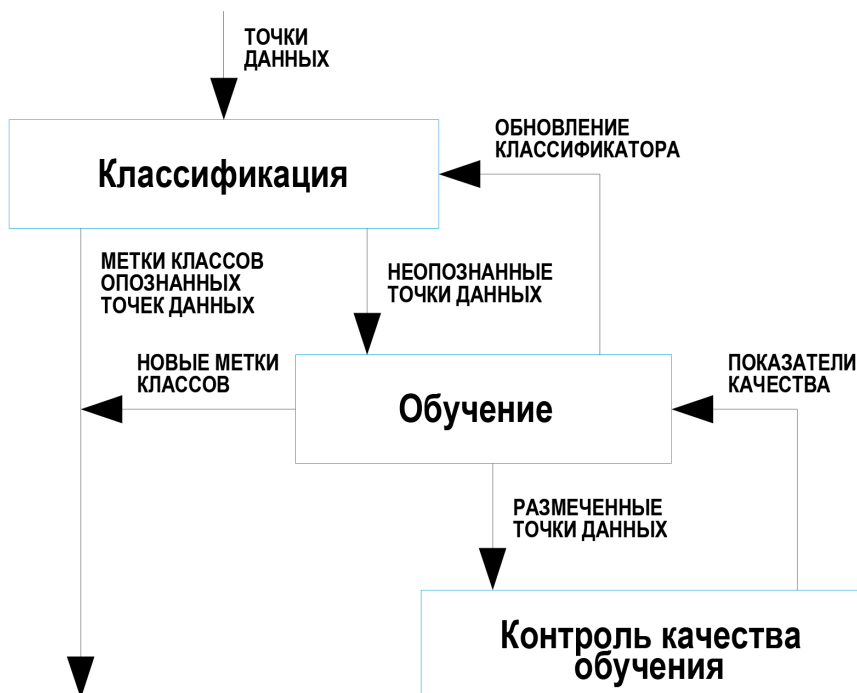 ТОЧКИ
ДАННЫХ
ОБНОВЛЕНИЕ
КЛАССИФИКАТОРА
Классификация
МЕТКИ КЛАССОВ
ОПОЗНАННЫХ
ТОЧЕК ДАННЫХ
НЕОПОЗНАННЫЕ
ТОЧКИ ДАННЫХ
НОВЫЕ МЕТКИ
КЛАССОВ
ПОКАЗАТЕЛИ
КАЧЕСТВА
Обучение
РАЗМЕЧЕННЫЕ
ТОЧКИ ДАННЫХ
Контроль качества
обучения